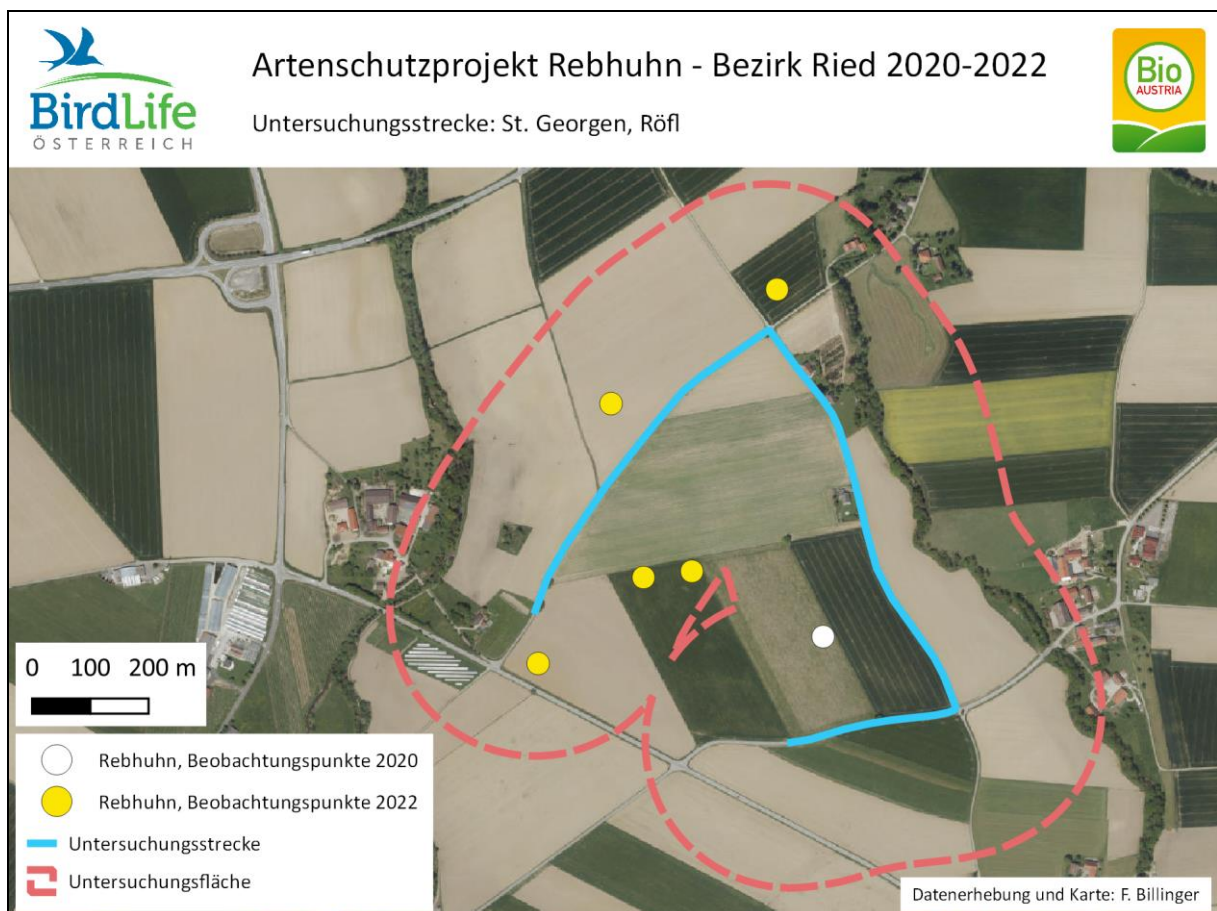 BirdLife
ÖSTERREICH
Artenschutzprojekt Rebhuhn - Bezirk Ried 2020-2022
Untersuchungsstrecke: St. Georgen, Röfl
Bio
AUSTRIA
0 100 200 m
Rebhuhn, Beobachtungspunkte 2020
Rebhuhn, Beobachtungspunkte 2022
Untersuchungsstrecke
Untersuchungsfläche
Datenerhebung und Karte: F. Billinger